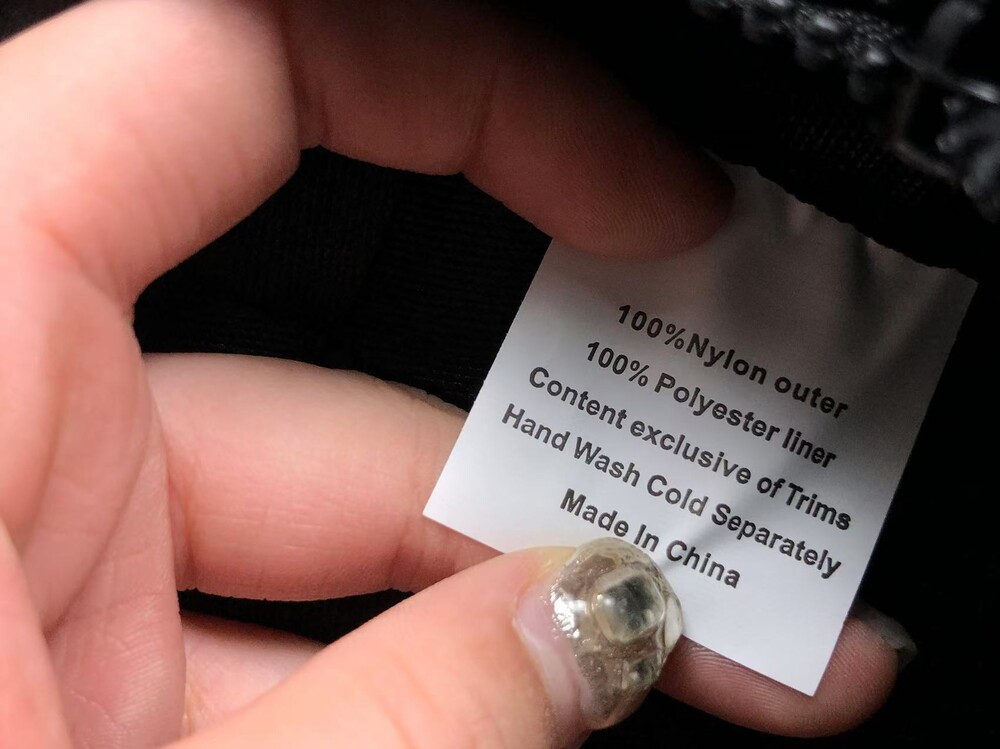 100%Nylon outer
100% Polyester liner
Content exclusive of Trims
Hand Wash Cold Separately
Made In China